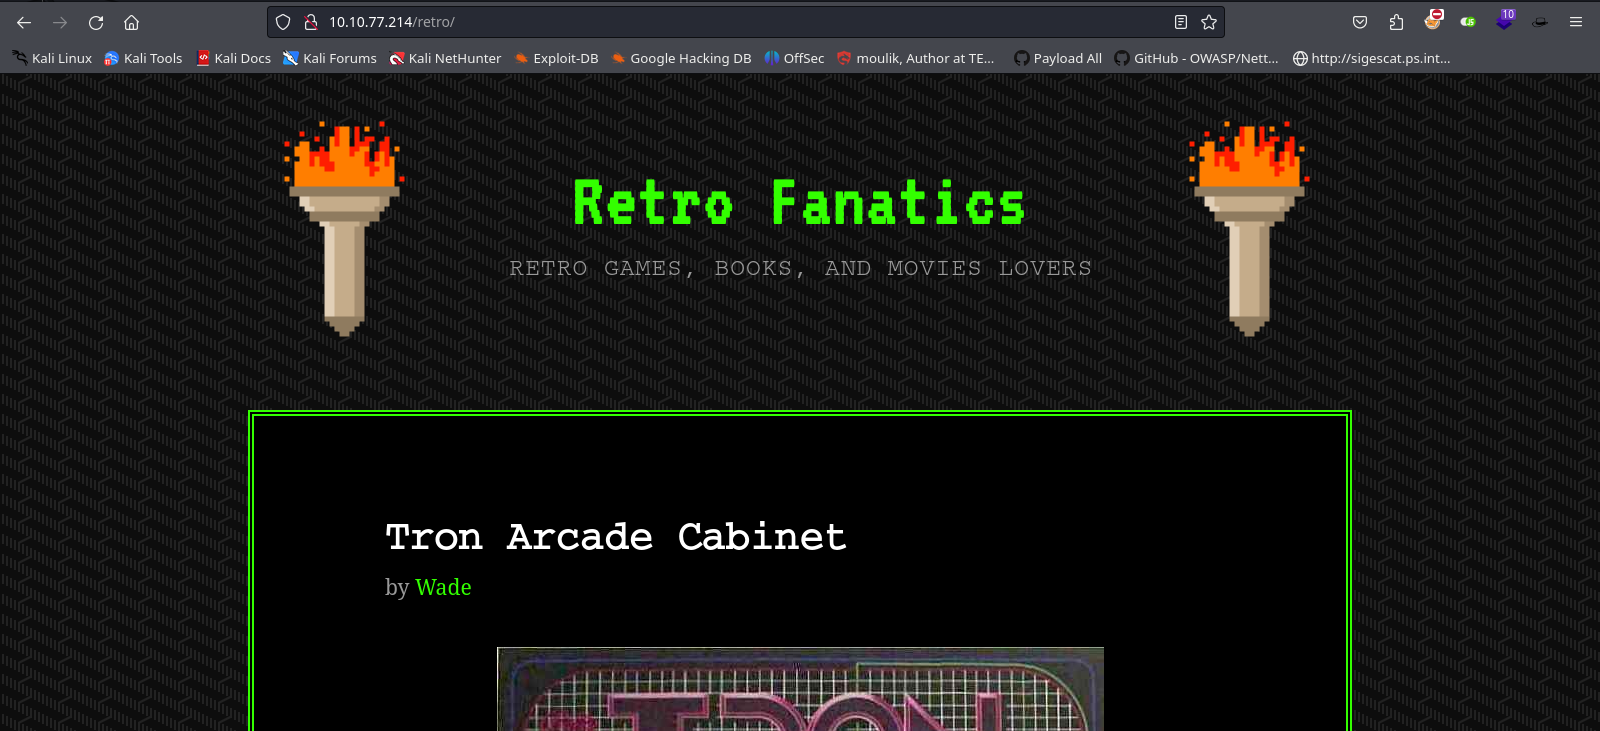 10.10.77.214/retro/
10
Kali Linux Kali Tools Kali Docs Kali Forums Kali NetHunter Exploit-DB Google Hacking DB OffSec moulik, Author at TE... Payload All GitHub - OWASP/Nett... http://sigescat.ps.int...
Retro Fanatics
RETRO GAMES, BOOKS, AND MOVIES LOVERS
Tron Arcade Cabinet
by Wade
TRON